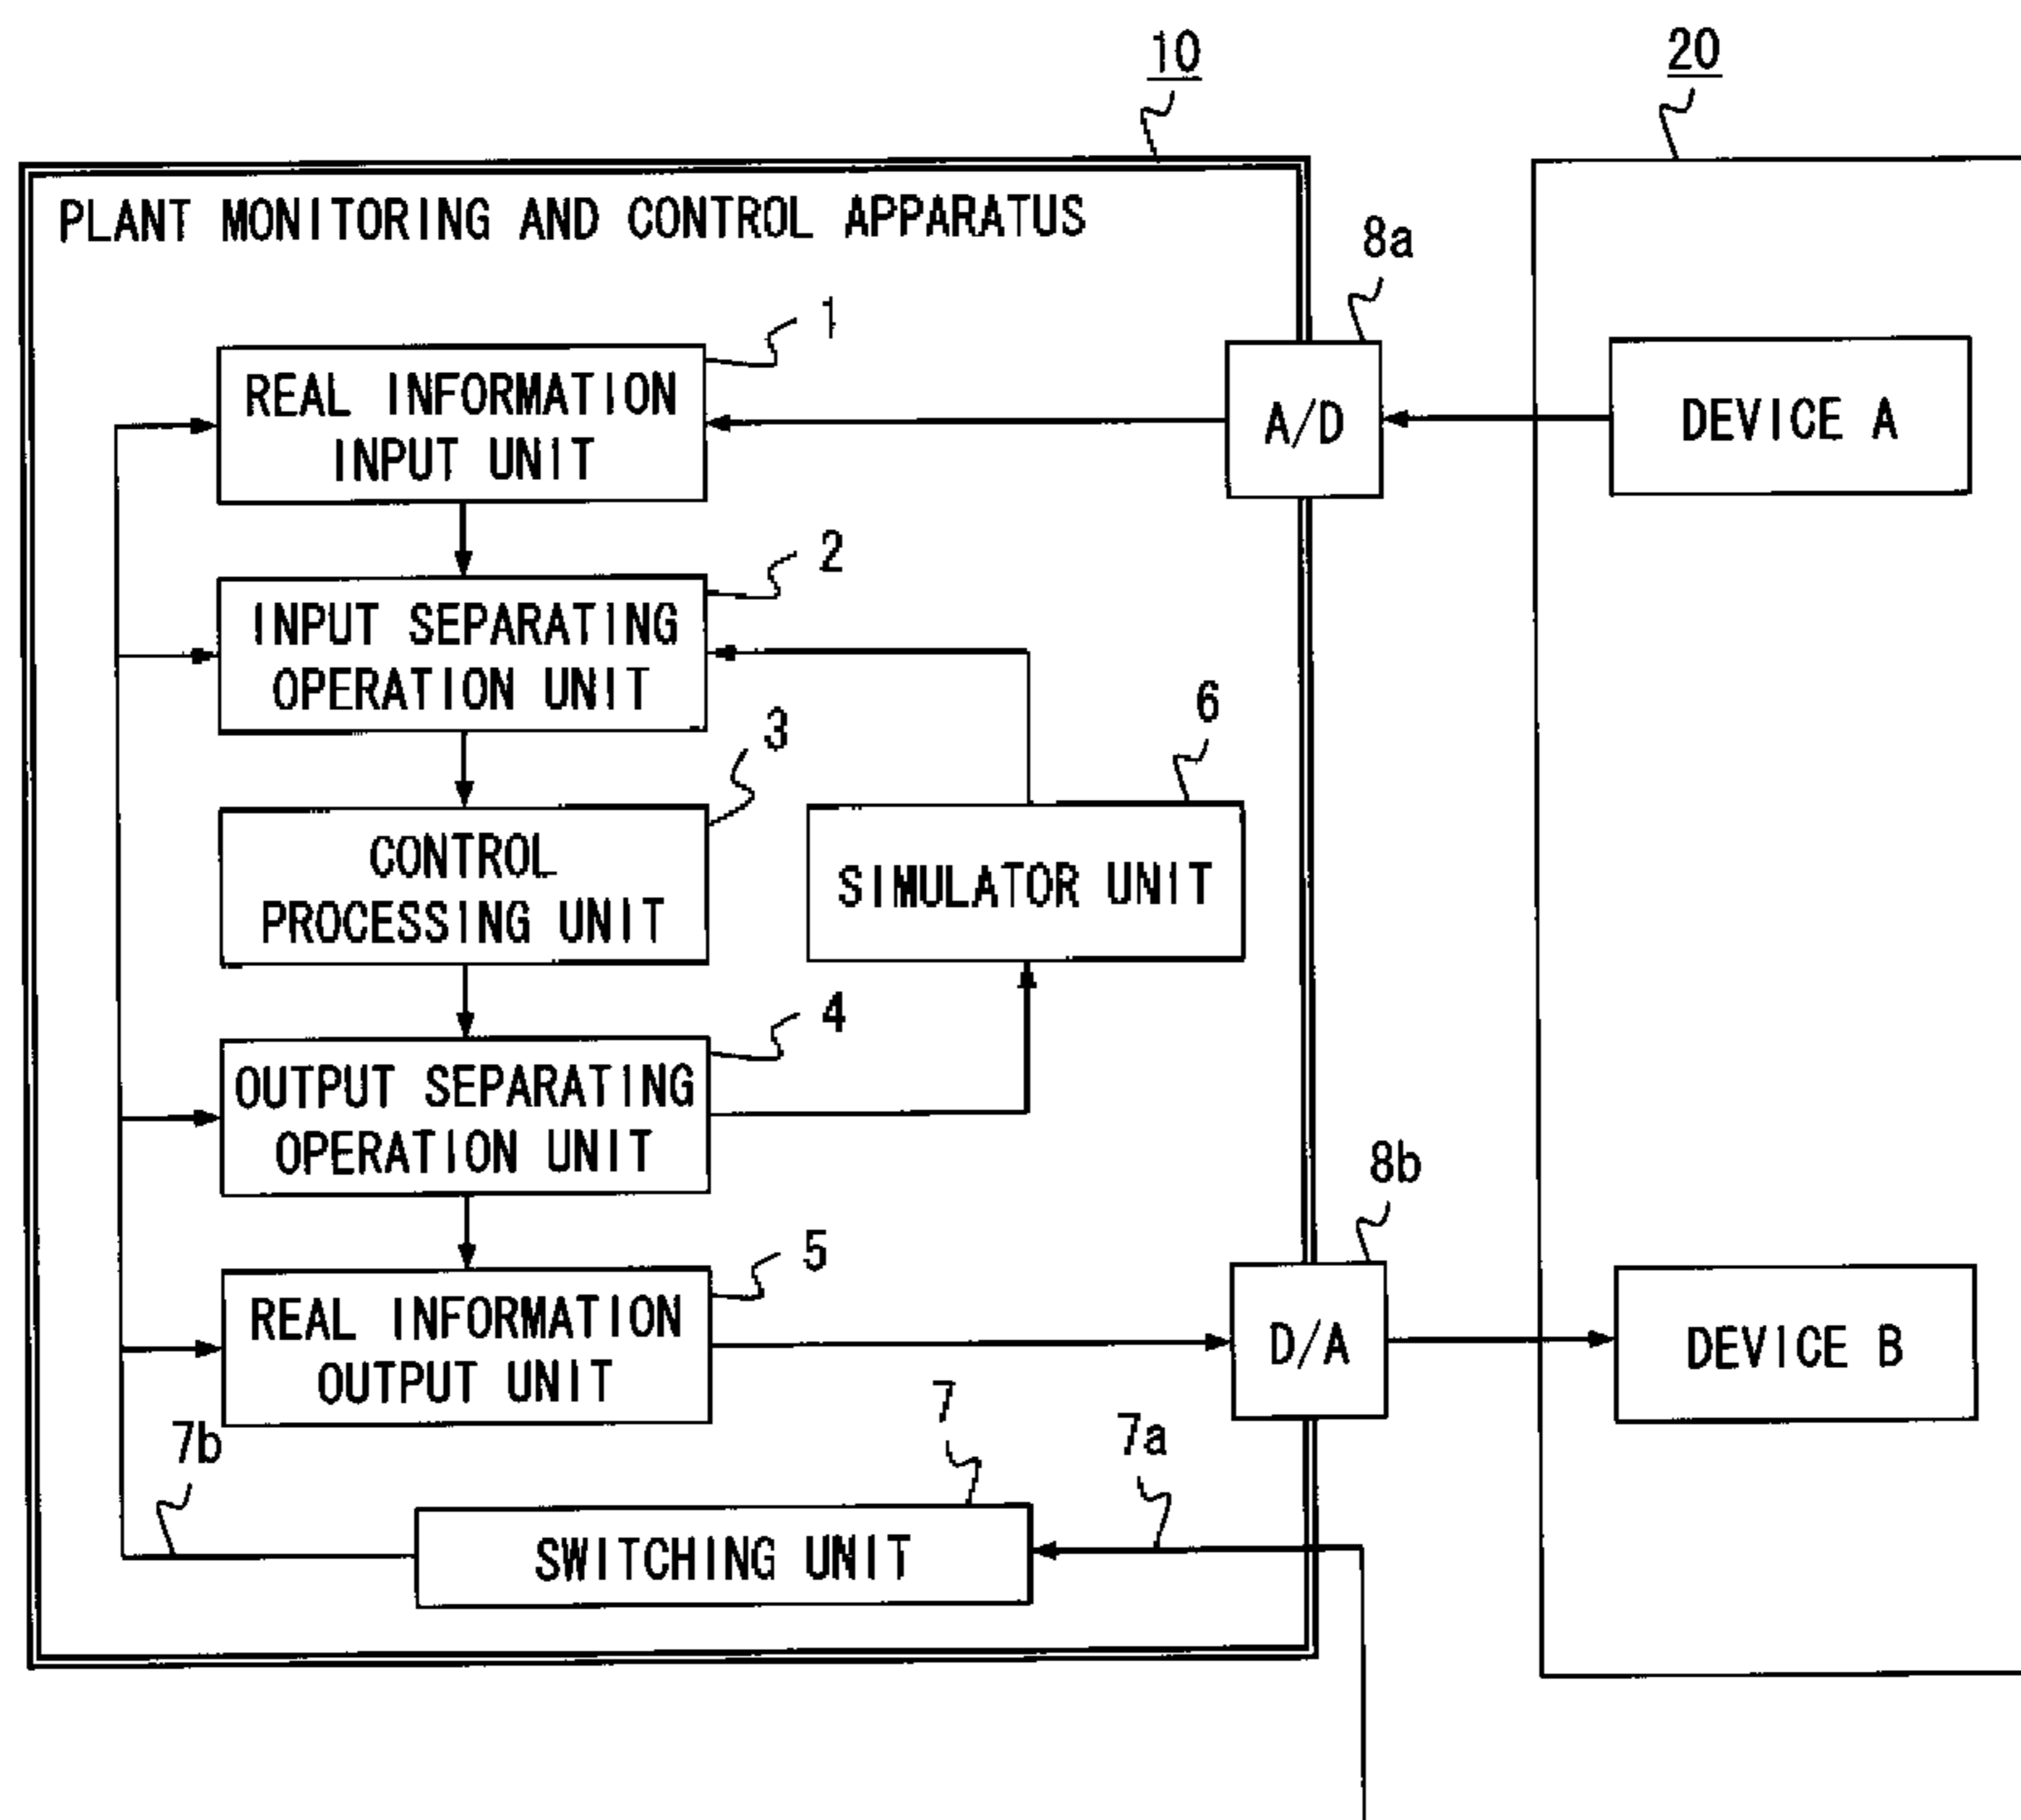 10
20
PLANT MONITORING AND CONTROL APPARATUS
8a
1
REAL INFORMATION
INPUT UNIT
A/D
DEVICE A
2
INPUT SEPARATING
OPERATION UNIT
6
3
CONTROL
PROCESSING UNIT
SIMULATOR UNIT
4
OUTPUT SEPARATING
OPERATION UNIT
8b
5
REAL INFORMATION
OUTPUT UNIT
D/A
DEVICE B
7
7a
7b
SWITCHING UNIT